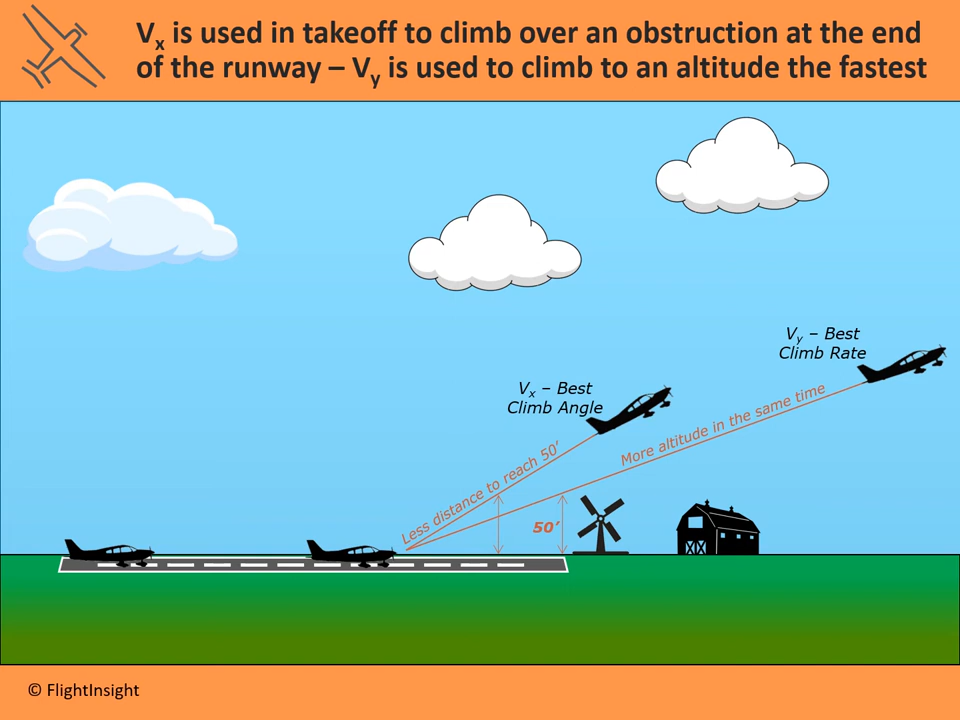 Vx is used in takeoff to climb over an obstruction at the end
of the runway – Vy is used to climb to an altitude the fastest
Vy – Best
Climb Rate
Vx – Best
Climb Angle
More altitude in the same time
Less distance to reach 50′
50′
© FlightInsight